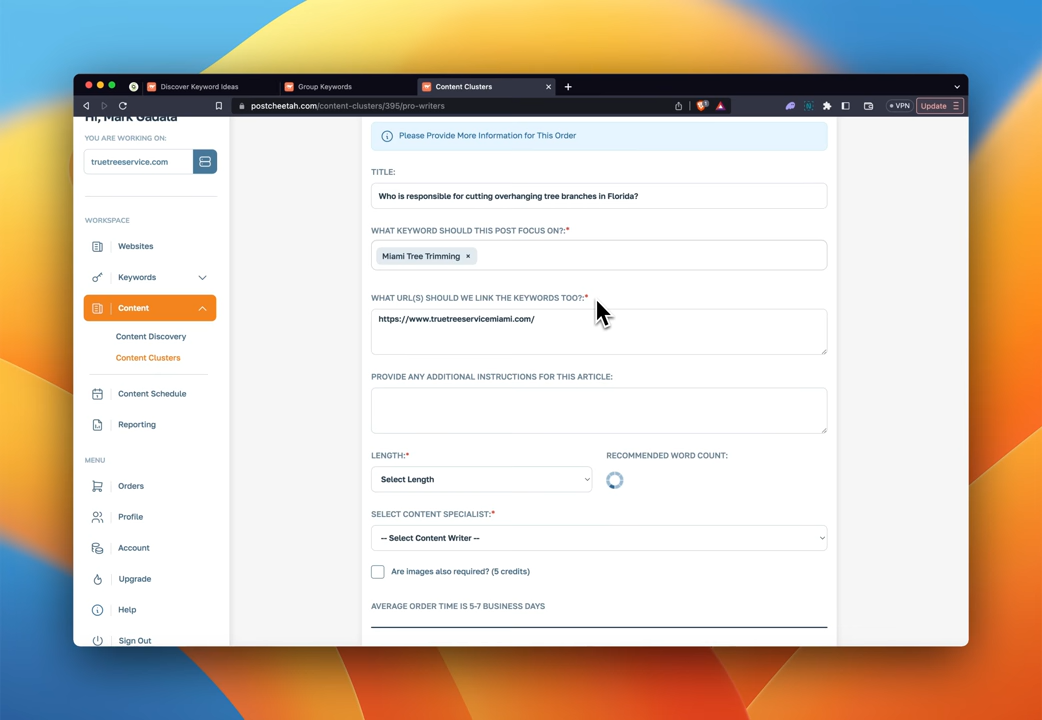 Discover Keyword Ideas
Group Keywords
Content Clusters
postcheetah.com/content-clusters/395/pro-writers
VPN
Update
Hi, Mark Gadala
YOU ARE WORKING ON:
truetreeservice.com
WORKSPACE
Websites
Keywords
Content
Content Discovery
Content Clusters
Content Schedule
Reporting
MENU
Orders
Profile
Account
Upgrade
Help
Sign Out
Please Provide More Information for This Order
TITLE:
Who is responsible for cutting overhanging tree branches in Florida?
WHAT KEYWORD SHOULD THIS POST FOCUS ON?:*
Miami Tree Trimming ×
WHAT URL(S) SHOULD WE LINK THE KEYWORDS TOO?:*
https://www.truetreeservicemiami.com/
PROVIDE ANY ADDITIONAL INSTRUCTIONS FOR THIS ARTICLE:
LENGTH:*
RECOMMENDED WORD COUNT:
Select Length
SELECT CONTENT SPECIALIST:*
-- Select Content Writer --
Are images also required? (5 credits)
AVERAGE ORDER TIME IS 5-7 BUSINESS DAYS